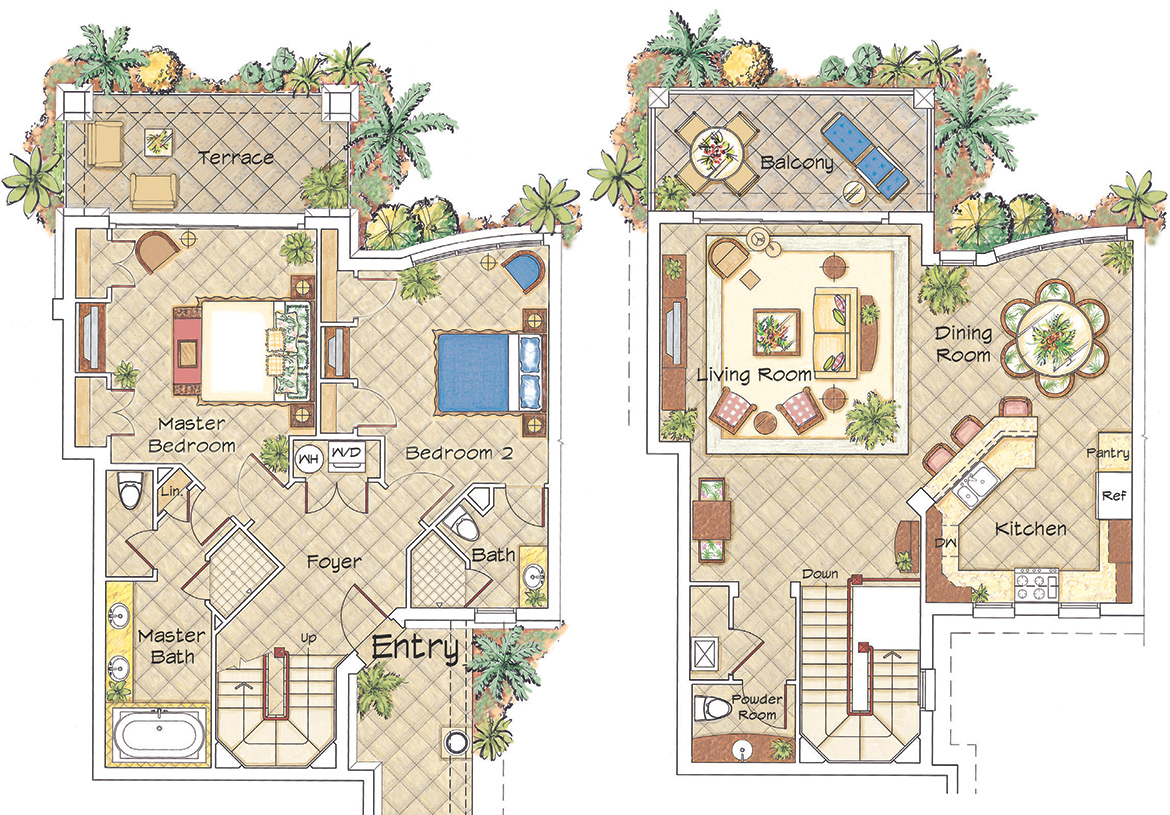 Terrace
Master
Bedroom
WH
W/D
Bedroom 2
Lin.
Foyer
Bath
Master
Bath
Up
Entry
Balcony
Living Room
Dining
Room
Pantry
Ref
Kitchen
DW
Down
Powder
Room